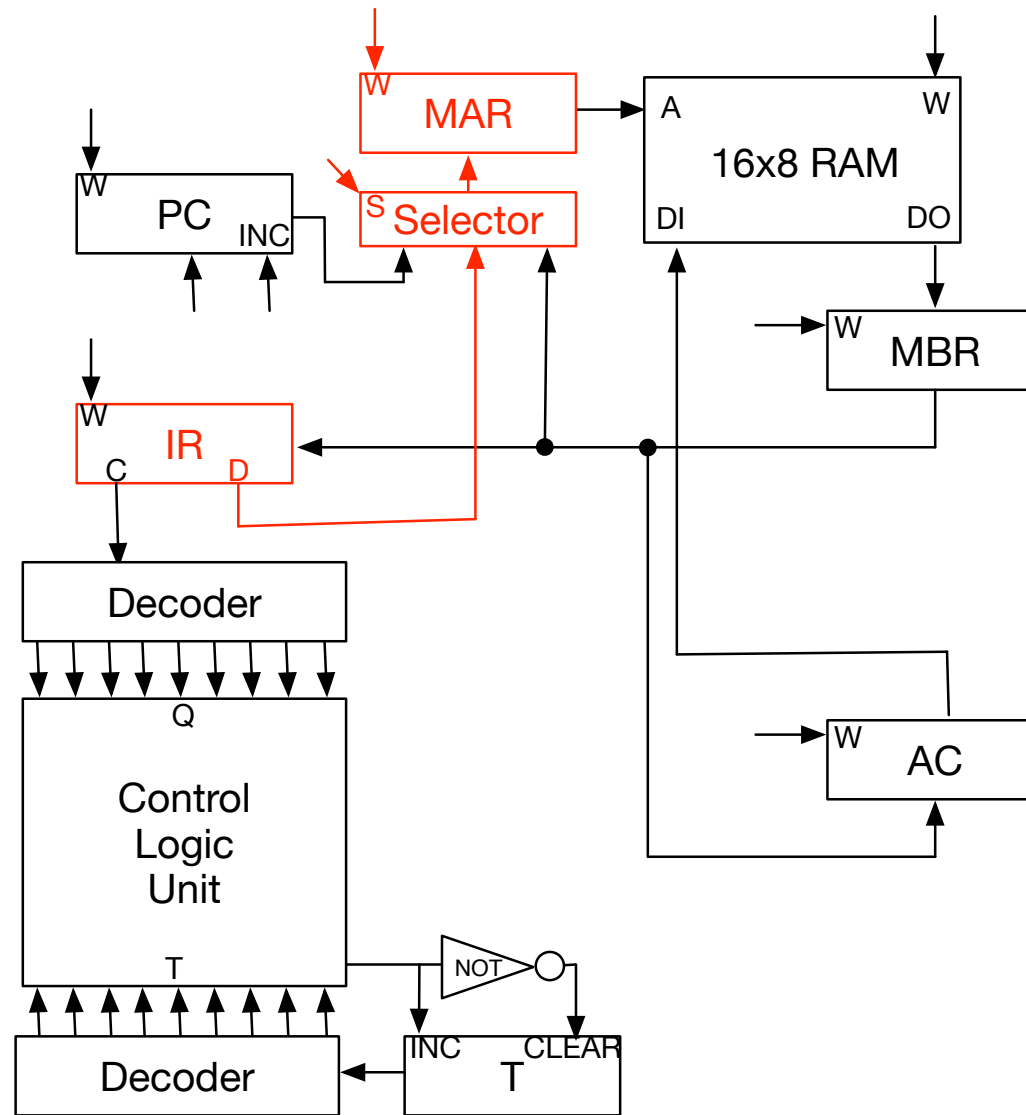 W
MAR
A
W
16x8 RAM
DI
DO
W
PC
INC
S
Selector
W
MBR
W
IR
C
D
Decoder
Q
Control
Logic
Unit
T
W
AC
NOT
INC
CLEAR
T
Decoder